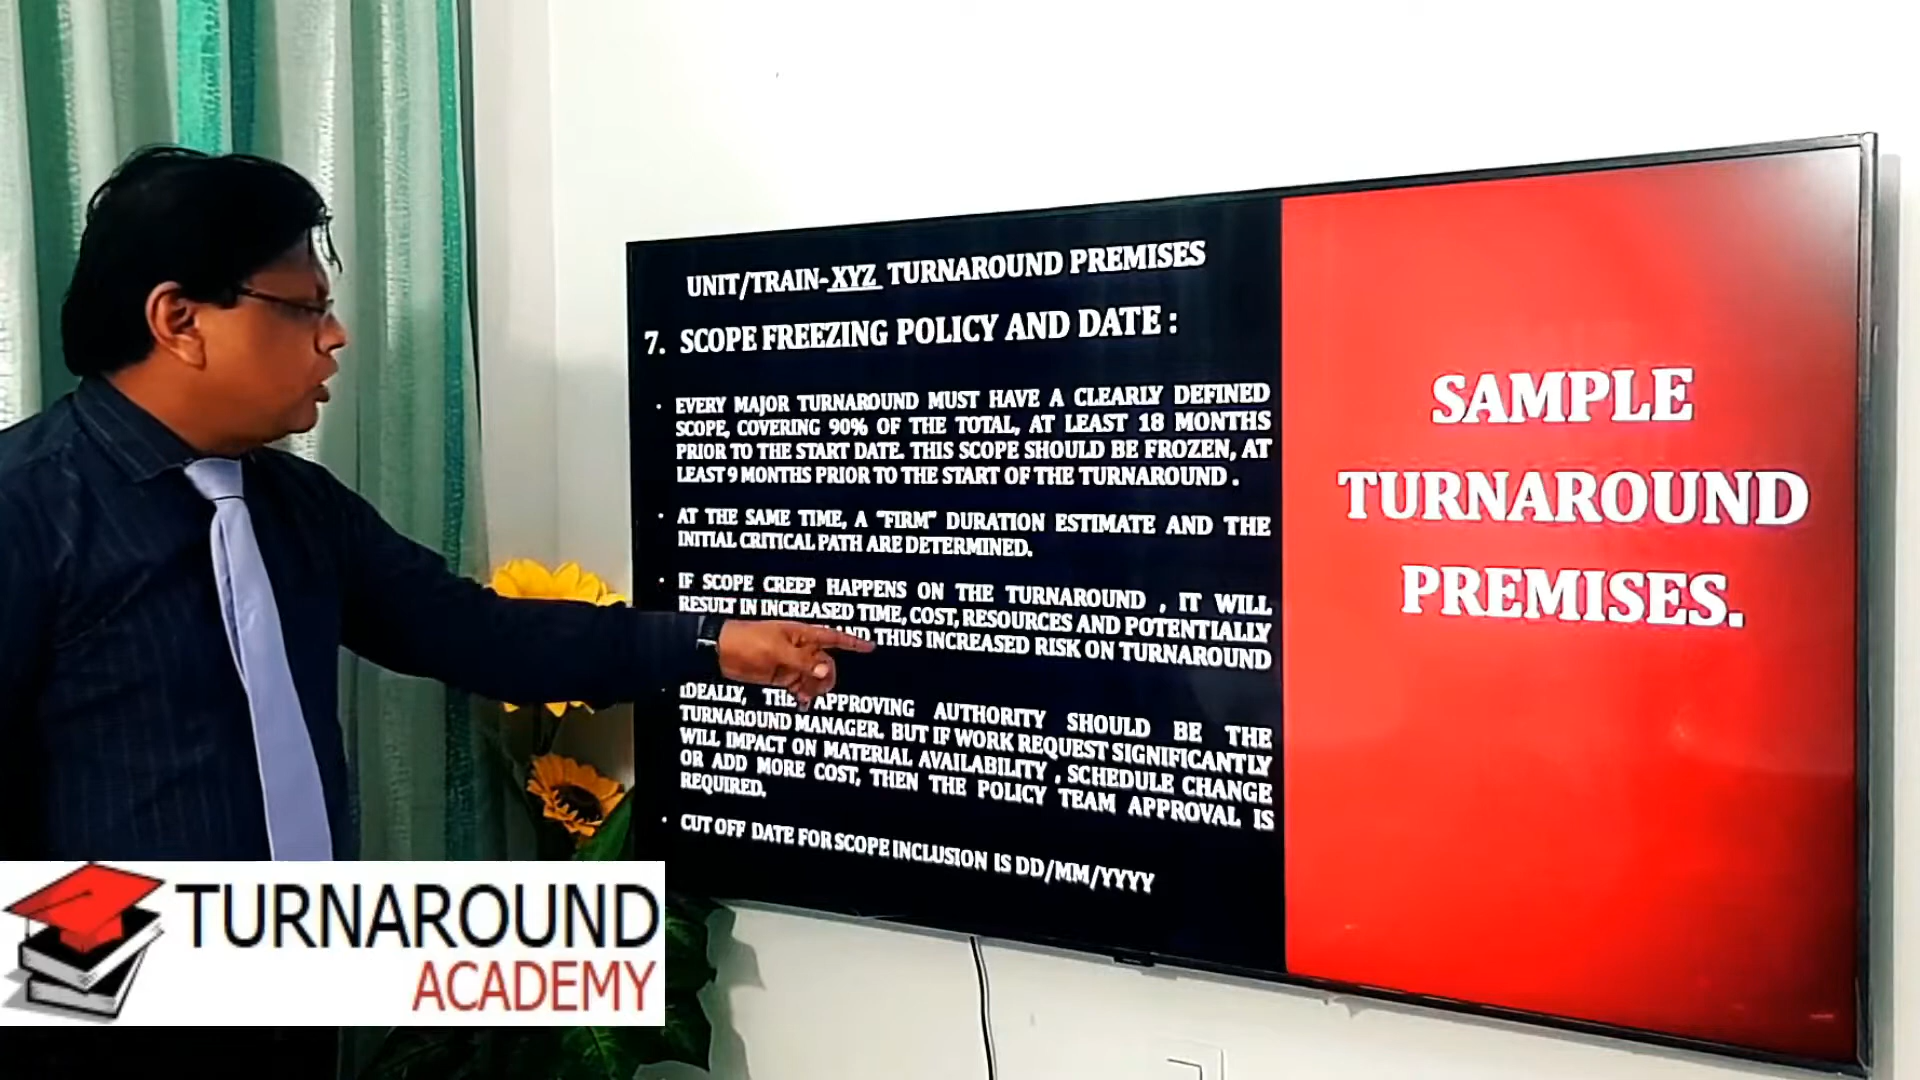 UNIT/TRAIN-XYZ TURNAROUND PREMISES
7. SCOPE FREEZING POLICY AND DATE :
• EVERY MAJOR TURNAROUND MUST HAVE A CLEARLY DEFINED
SCOPE, COVERING 90% OF THE TOTAL, AT LEAST 18 MONTHS
PRIOR TO THE START DATE. THIS SCOPE SHOULD BE FROZEN, AT
LEAST 9 MONTHS PRIOR TO THE START OF THE TURNAROUND .
• AT THE SAME TIME, A "FIRM" DURATION ESTIMATE AND THE
INITIAL CRITICAL PATH ARE DETERMINED.
• IF SCOPE CREEP HAPPENS ON THE TURNAROUND , IT WILL
RESULT IN INCREASED TIME, COST, RESOURCES AND POTENTIALLY
AND THUS INCREASED RISK ON TURNAROUND
• IDEALLY, THE APPROVING AUTHORITY SHOULD BE THE
TURNAROUND MANAGER. BUT IF WORK REQUEST SIGNIFICANTLY
WILL IMPACT ON MATERIAL AVAILABILITY , SCHEDULE CHANGE
OR ADD MORE COST, THEN THE POLICY TEAM APPROVAL IS
REQUIRED.
• CUT OFF DATE FOR SCOPE INCLUSION IS DD/MM/YYYY
SAMPLE
TURNAROUND
PREMISES.
TURNAROUND
ACADEMY